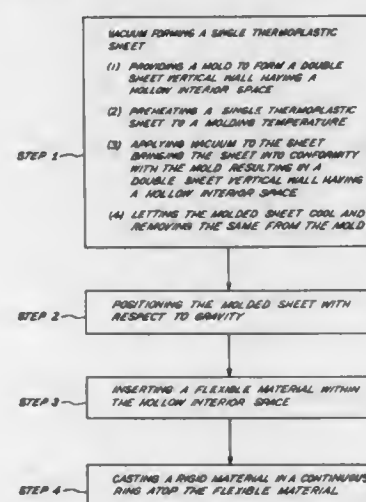 VACUUM FORMING A SINGLE THERMOPLASTIC
SHEET
(1) PROVIDING A MOLD TO FORM A DOUBLE
SHEET VERTICAL WALL HAVING A
HOLLOW INTERIOR SPACE
(2) PREHEATING A SINGLE THERMOPLASTIC
SHEET TO A MOLDING TEMPERATURE
STEP 1
(3) APPLYING VACUUM TO THE SHEET
BRINGING THE SHEET INTO CONFORMITY
WITH THE MOLD RESULTING IN A
DOUBLE SHEET VERTICAL WALL HAVING
A HOLLOW INTERIOR SPACE
(4) LETTING THE MOLDED SHEET COOL AND
REMOVING THE SAME FROM THE MOLD
STEP 2
POSITIONING THE MOLDED SHEET WITH
RESPECT TO GRAVITY
STEP 3
INSERTING A FLEXIBLE MATERIAL WITHIN
THE HOLLOW INTERIOR SPACE
STEP 4
CASTING A RIGID MATERIAL IN A CONTINUOUS
RING ATOP THE FLEXIBLE MATERIAL